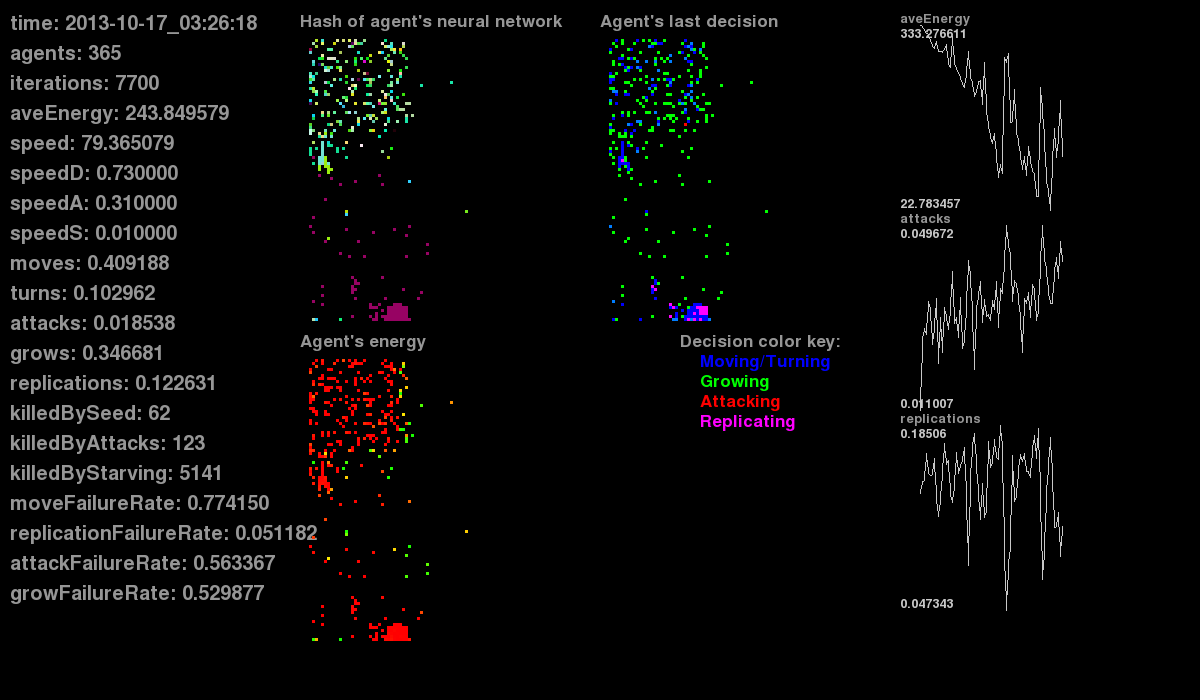 time: 2013-10-17_03:26:18
agents: 365
iterations: 7700
aveEnergy: 243.849579
speed: 79.365079
speedD: 0.730000
speedA: 0.310000
speedS: 0.010000
moves: 0.409188
turns: 0.102962
attacks: 0.018538
grows: 0.346681
replications: 0.122631
killedBySeed: 62
killedByAttacks: 123
killedByStarving: 5141
moveFailureRate: 0.774150
replicationFailureRate: 0.051182
attackFailureRate: 0.563367
growFailureRate: 0.529877
Hash of agent's neural network
Agent's energy
Agent's last decision
Decision color key:
Moving/Turning
Growing
Attacking
Replicating
aveEnergy
333.276611
22.783457
attacks
0.049672
0.011007
replications
0.18506
0.047343